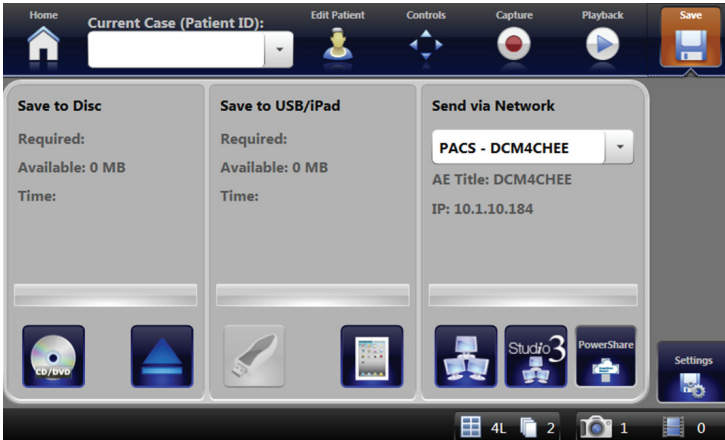 Home
Current Case (Patient ID):
Edit Patient
Controls
Capture
Playback
Save
Save to Disc
Required:
Available: 0 MB
Time:
CD/DVD
Save to USB/iPad
Required:
Available: 0 MB
Time:
Send via Network
PACS - DCM4CHEE
AE Title: DCM4CHEE
IP: 10.1.10.184
Studio3
PowerShare
Settings
4L
2
1
0